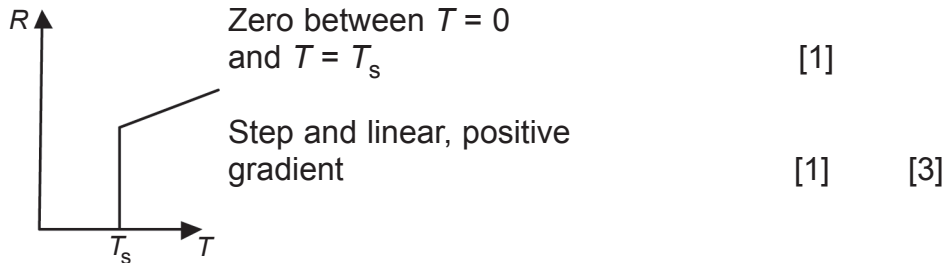 R
Zero between T = 0
and T = Ts [1]
Step and linear, positive
gradient [1] [3]
Ts T